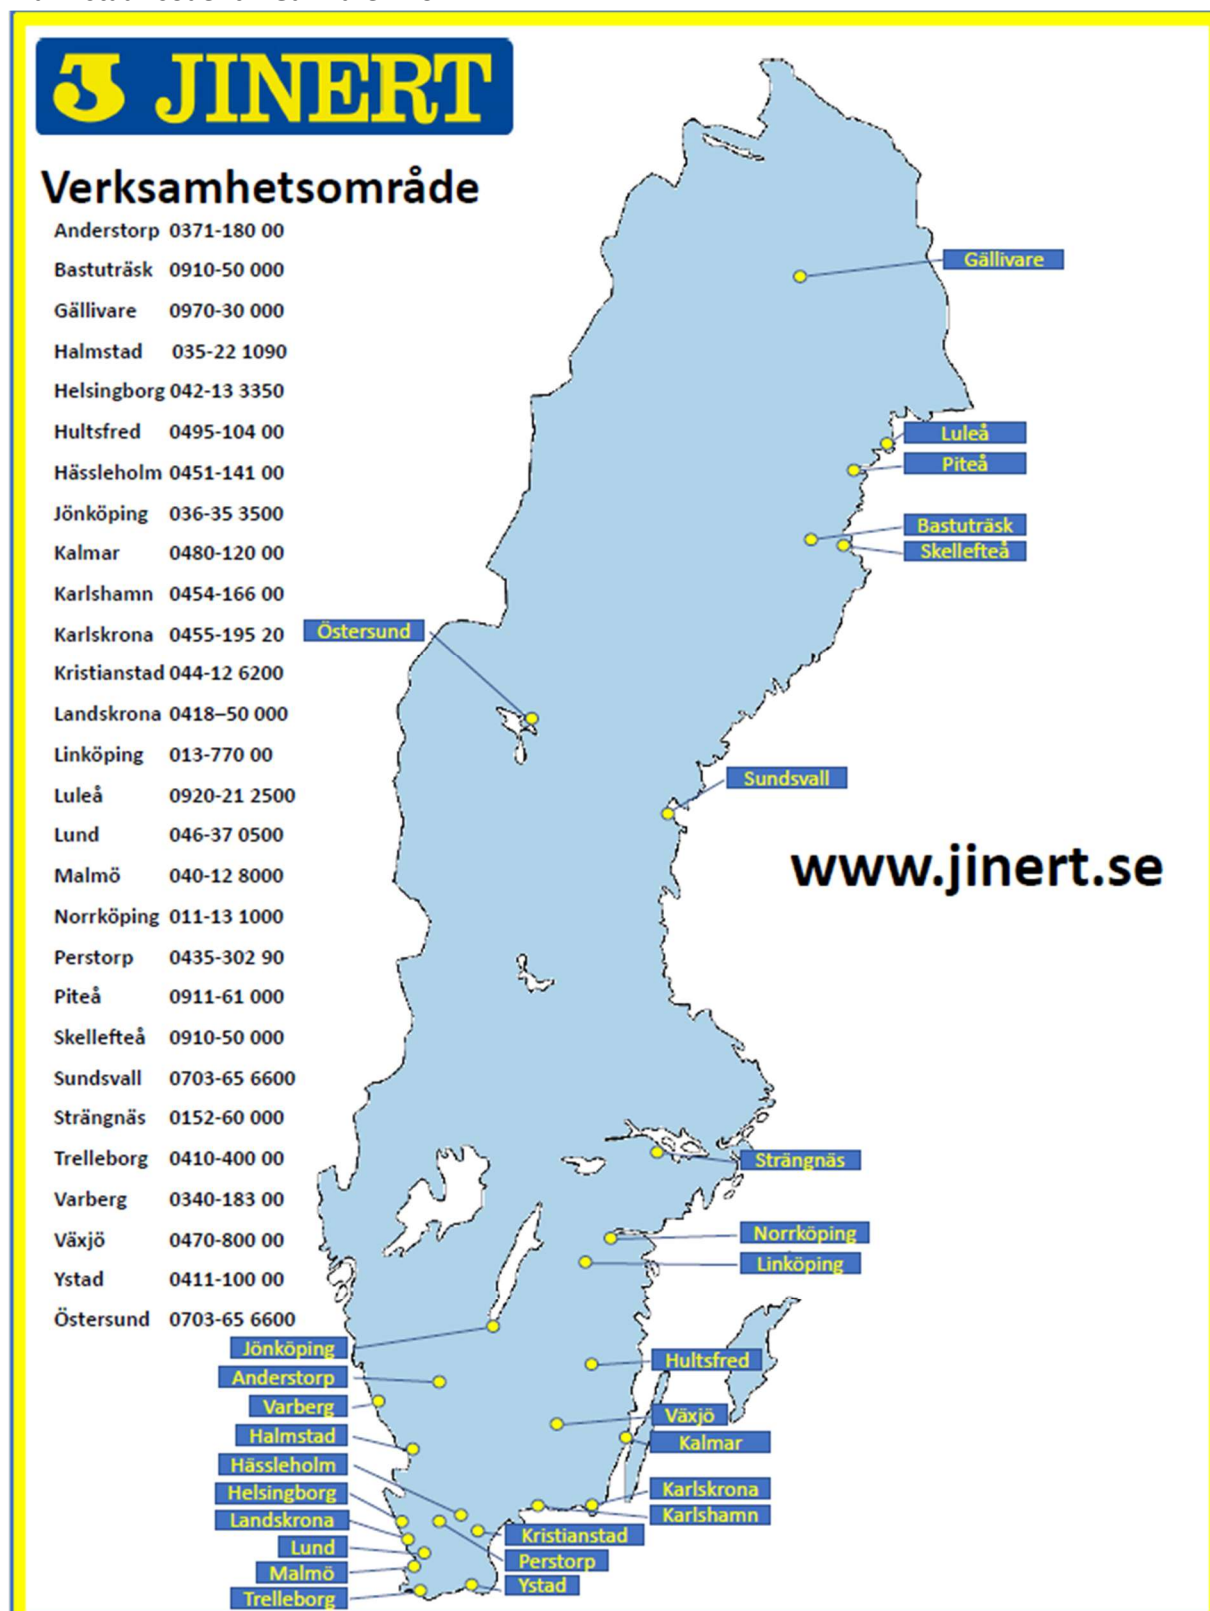 JINERT
Verksamhetsområde
Anderstorp 0371-180 00
Bastuträsk 0910-50 000
Gällivare 0970-30 000
Halmstad 035-22 1090
Helsingborg 042-13 3350
Hultsfred 0495-104 00
Hässleholm 0451-141 00
Jönköping 036-35 3500
Kalmar 0480-120 00
Karlshamn 0454-166 00
Karlskrona 0455-195 20
Kristianstad 044-12 6200
Landskrona 0418–50 000
Linköping 013-770 00
Luleå 0920-21 2500
Lund 046-37 0500
Malmö 040-12 8000
Norrköping 011-13 1000
Perstorp 0435-302 90
Piteå 0911-61 000
Skellefteå 0910-50 000
Sundsvall 0703-65 6600
Strängnäs 0152-60 000
Trelleborg 0410-400 00
Varberg 0340-183 00
Växjö 0470-800 00
Ystad 0411-100 00
Östersund 0703-65 6600
Gällivare
Luleå
Piteå
Bastuträsk
Skellefteå
Östersund
Sundsvall
www.jinert.se
Strängnäs
Norrköping
Linköping
Jönköping
Hultsfred
Anderstorp
Varberg
Växjö
Halmstad
Kalmar
Hässleholm
Karlskrona
Helsingborg
Karlshamn
Landskrona
Kristianstad
Lund
Perstorp
Malmö
Ystad
Trelleborg